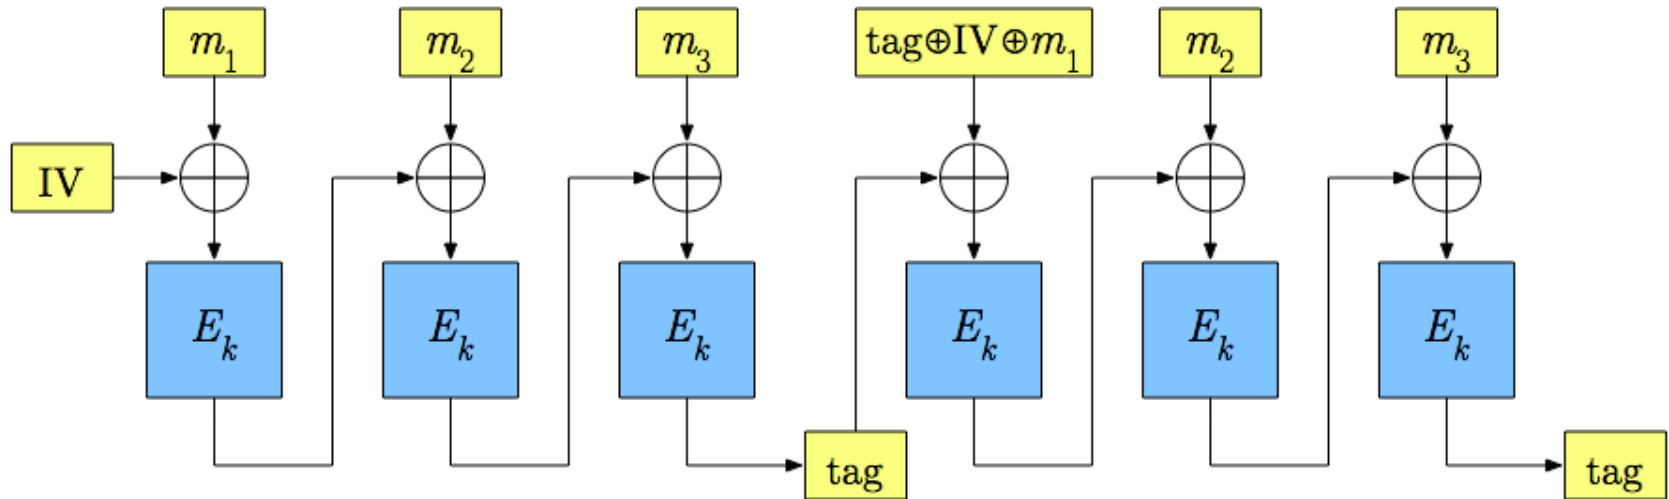 m₁ m₂ m₃ tag⊕IV⊕m₁ m₂ m₃
IV
Eₖ Eₖ Eₖ Eₖ Eₖ Eₖ
tag tag